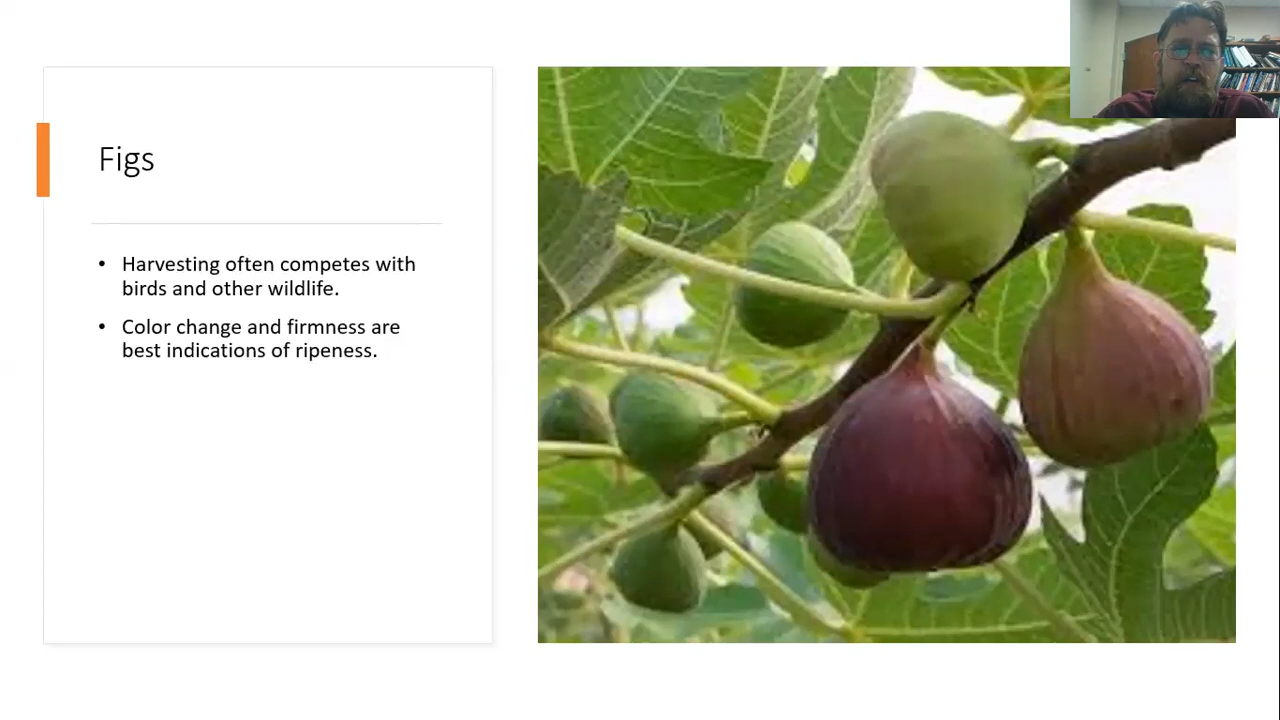 Figs
• Harvesting often competes with
birds and other wildlife.
• Color change and firmness are
best indications of ripeness.